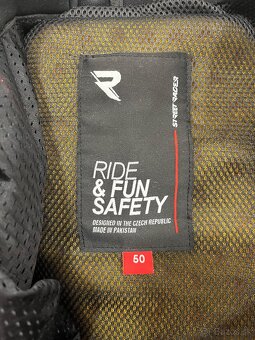 R
STREET RACER
RIDE
& FUN
SAFETY
DESIGNED IN THE CZECH REPUBLIC
MADE IN PAKISTAN
60